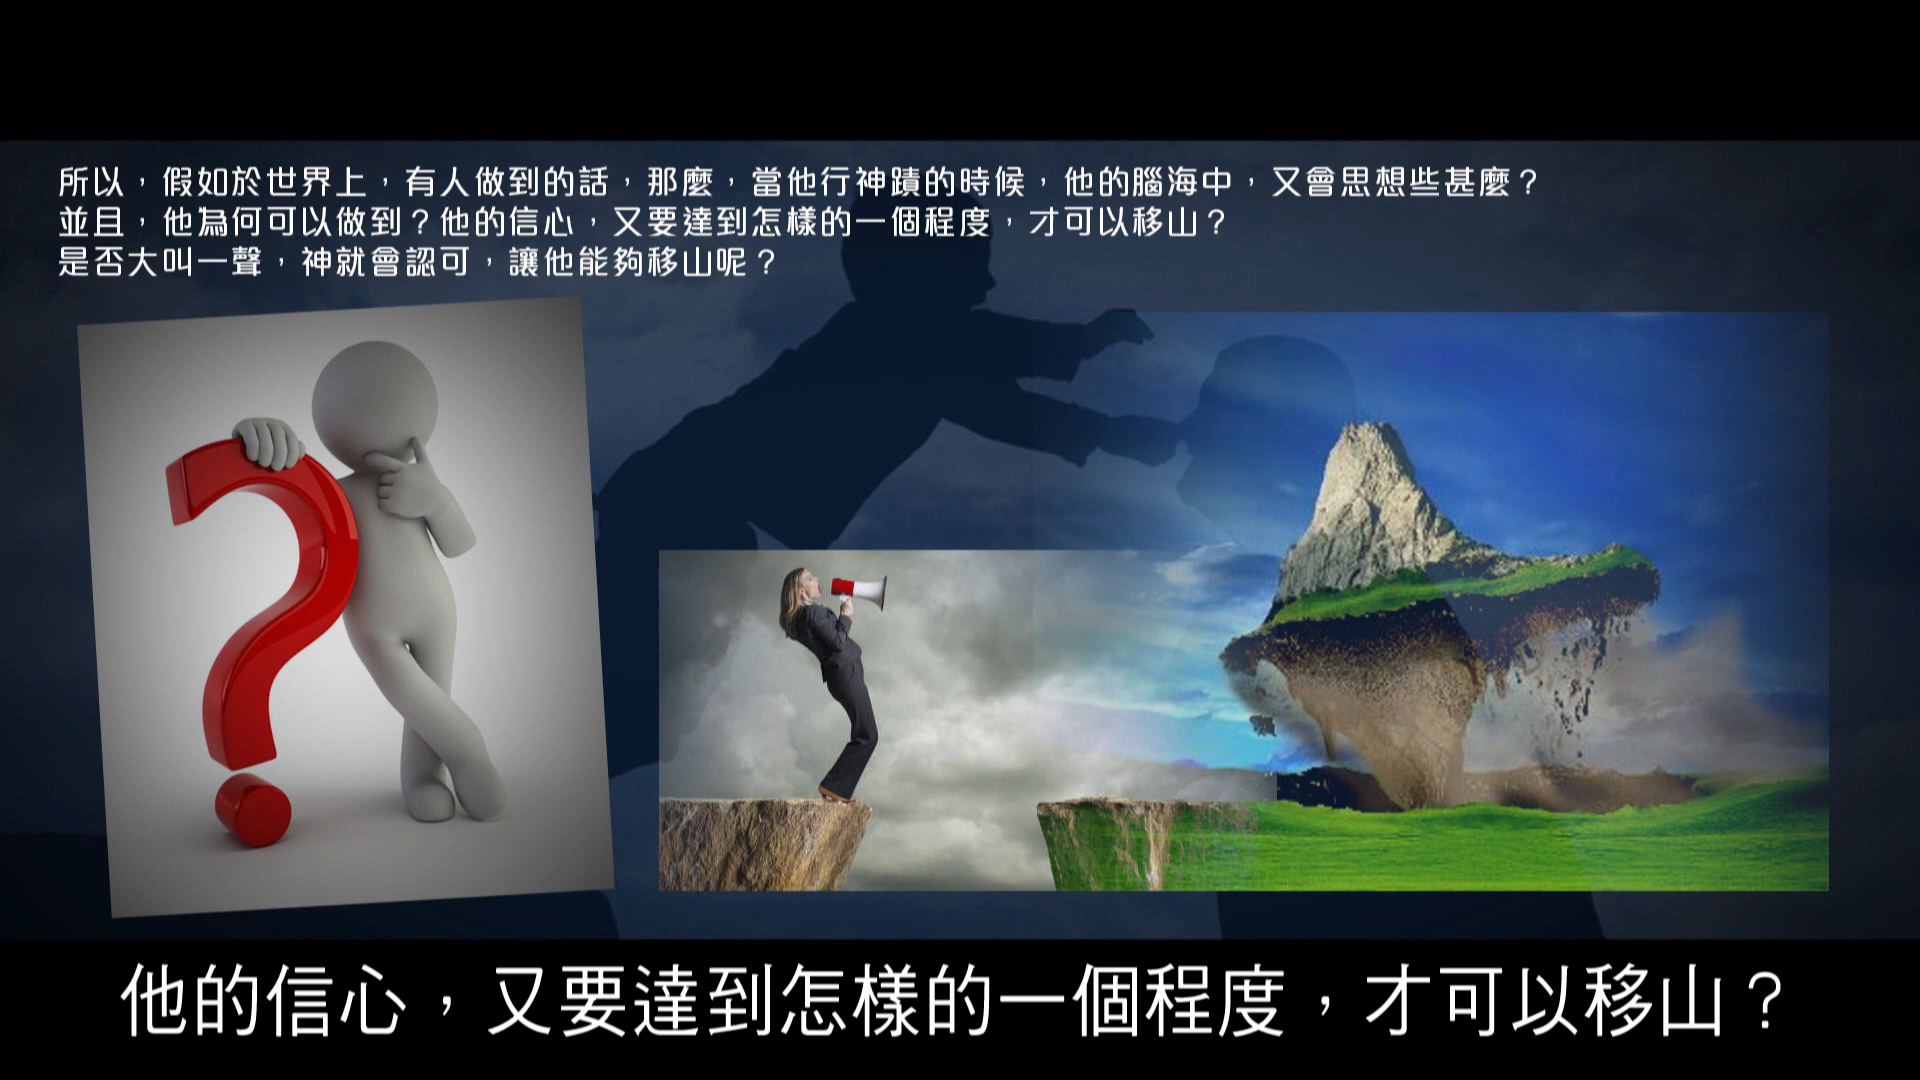 所以，假如於世界上，有人做到的話，那麼，當他行神蹟的時候，他的腦海中，又會思想些甚麼？
並且，他為何可以做到？他的信心，又要達到怎樣的一個程度，才可以移山？
是否大叫一聲，神就會認可，讓他能夠移山呢？
他的信心，又要達到怎樣的一個程度，才可以移山？